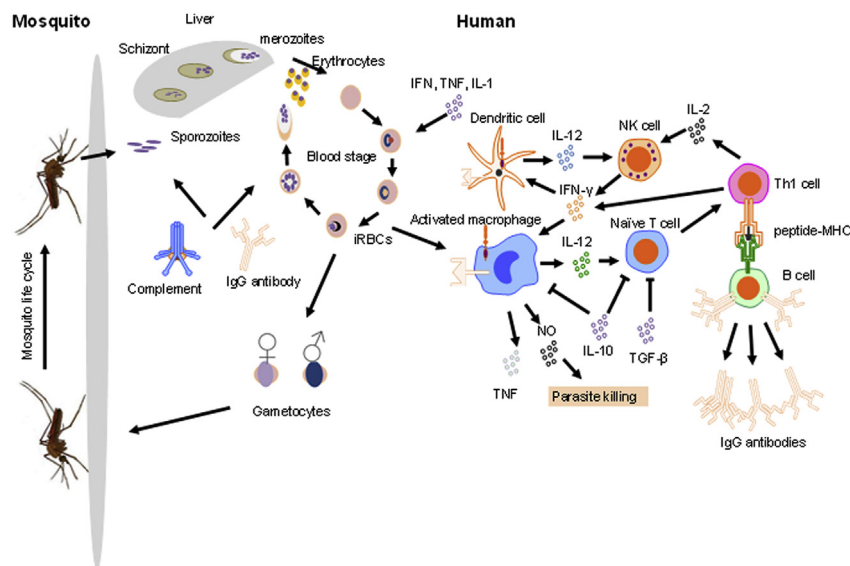 Mosquito
Liver
Human
Schizont
merozoites
Erythrocytes
IFN, TNF, IL-1
Dendritic cell
IL-12
NK cell
IL-2
Sporozoites
Blood stage
IFN-γ
Th1 cell
Activated macrophage
Naïve T cell
peptide-MHC
iRBCs
IL-12
B cell
Complement
IgG antibody
Mosquito life cycle
NO
IL-10
TGF-β
TNF
Parasite killing
Gametocytes
IgG antibodies